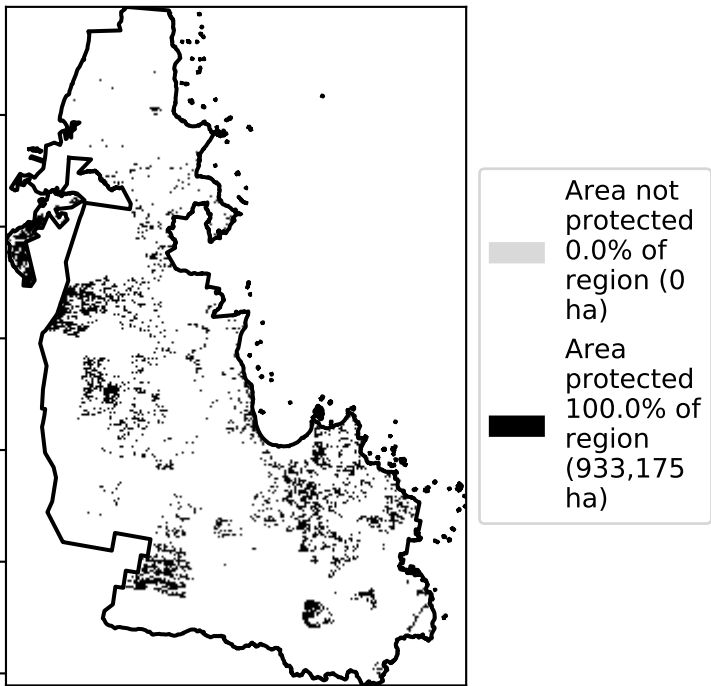 Area not
protected
0.0% of
region (0
ha)
Area
protected
100.0% of
region
(933,175
ha)